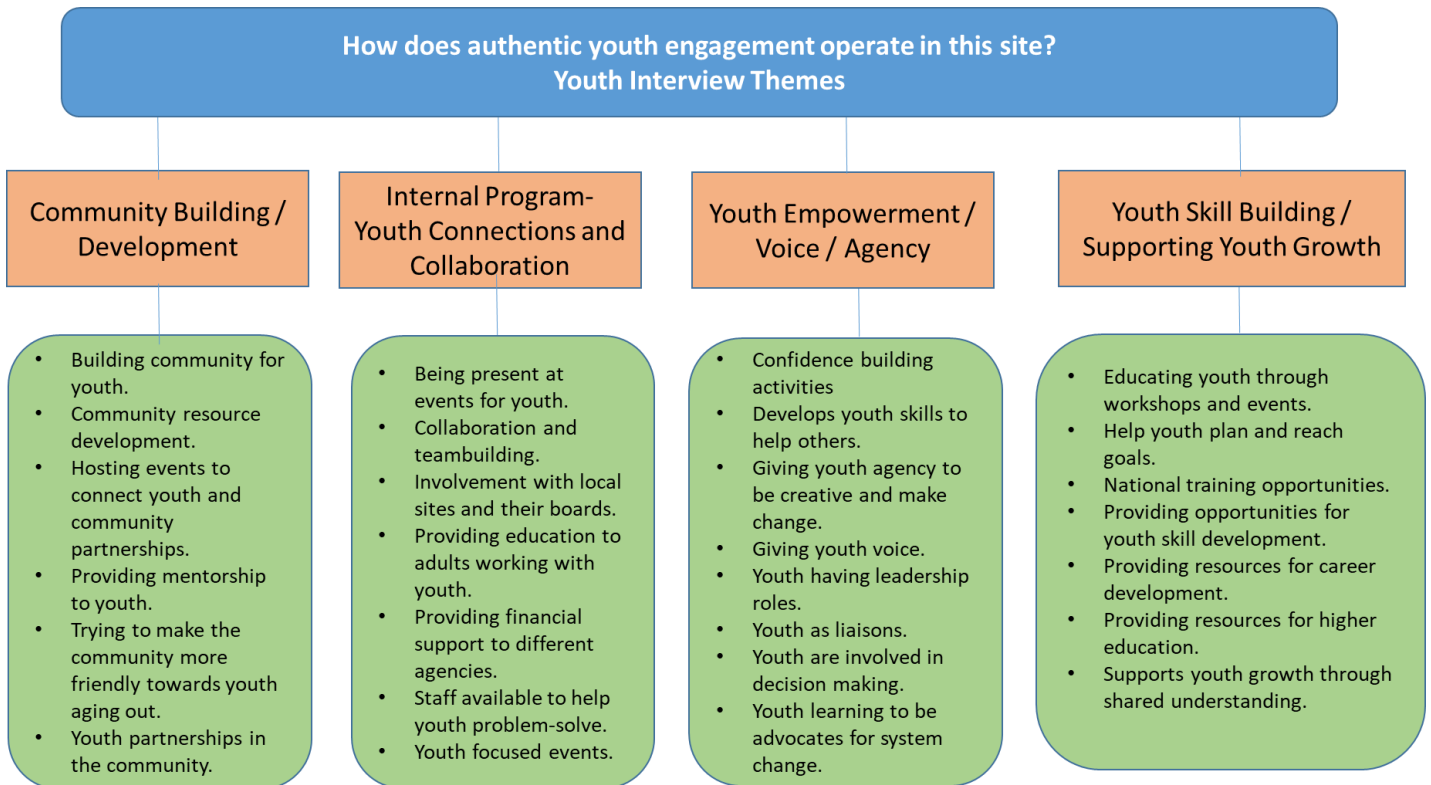 How does authentic youth engagement operate in this site?
Youth Interview Themes
Community Building /
Development
• Building community for
youth.
• Community resource
development.
• Hosting events to
connect youth and
community
partnerships.
• Providing mentorship
to youth.
• Trying to make the
community more
friendly towards youth
aging out.
• Youth partnerships in
the community.
Internal Program-
Youth Connections and
Collaboration
• Being present at
events for youth.
• Collaboration and
teambuilding.
• Involvement with local
sites and their boards.
• Providing education to
adults working with
youth.
• Providing financial
support to different
agencies.
• Staff available to help
youth problem-solve.
• Youth focused events.
Youth Empowerment /
Voice / Agency
• Confidence building
activities
• Develops youth skills to
help others.
• Giving youth agency to
be creative and make
change.
• Giving youth voice.
• Youth having leadership
roles.
• Youth as liaisons.
• Youth are involved in
decision making.
• Youth learning to be
advocates for system
change.
Youth Skill Building /
Supporting Youth Growth
• Educating youth through
workshops and events.
• Help youth plan and reach
goals.
• National training opportunities.
• Providing opportunities for
youth skill development.
• Providing resources for career
development.
• Providing resources for higher
education.
• Supports youth growth through
shared understanding.